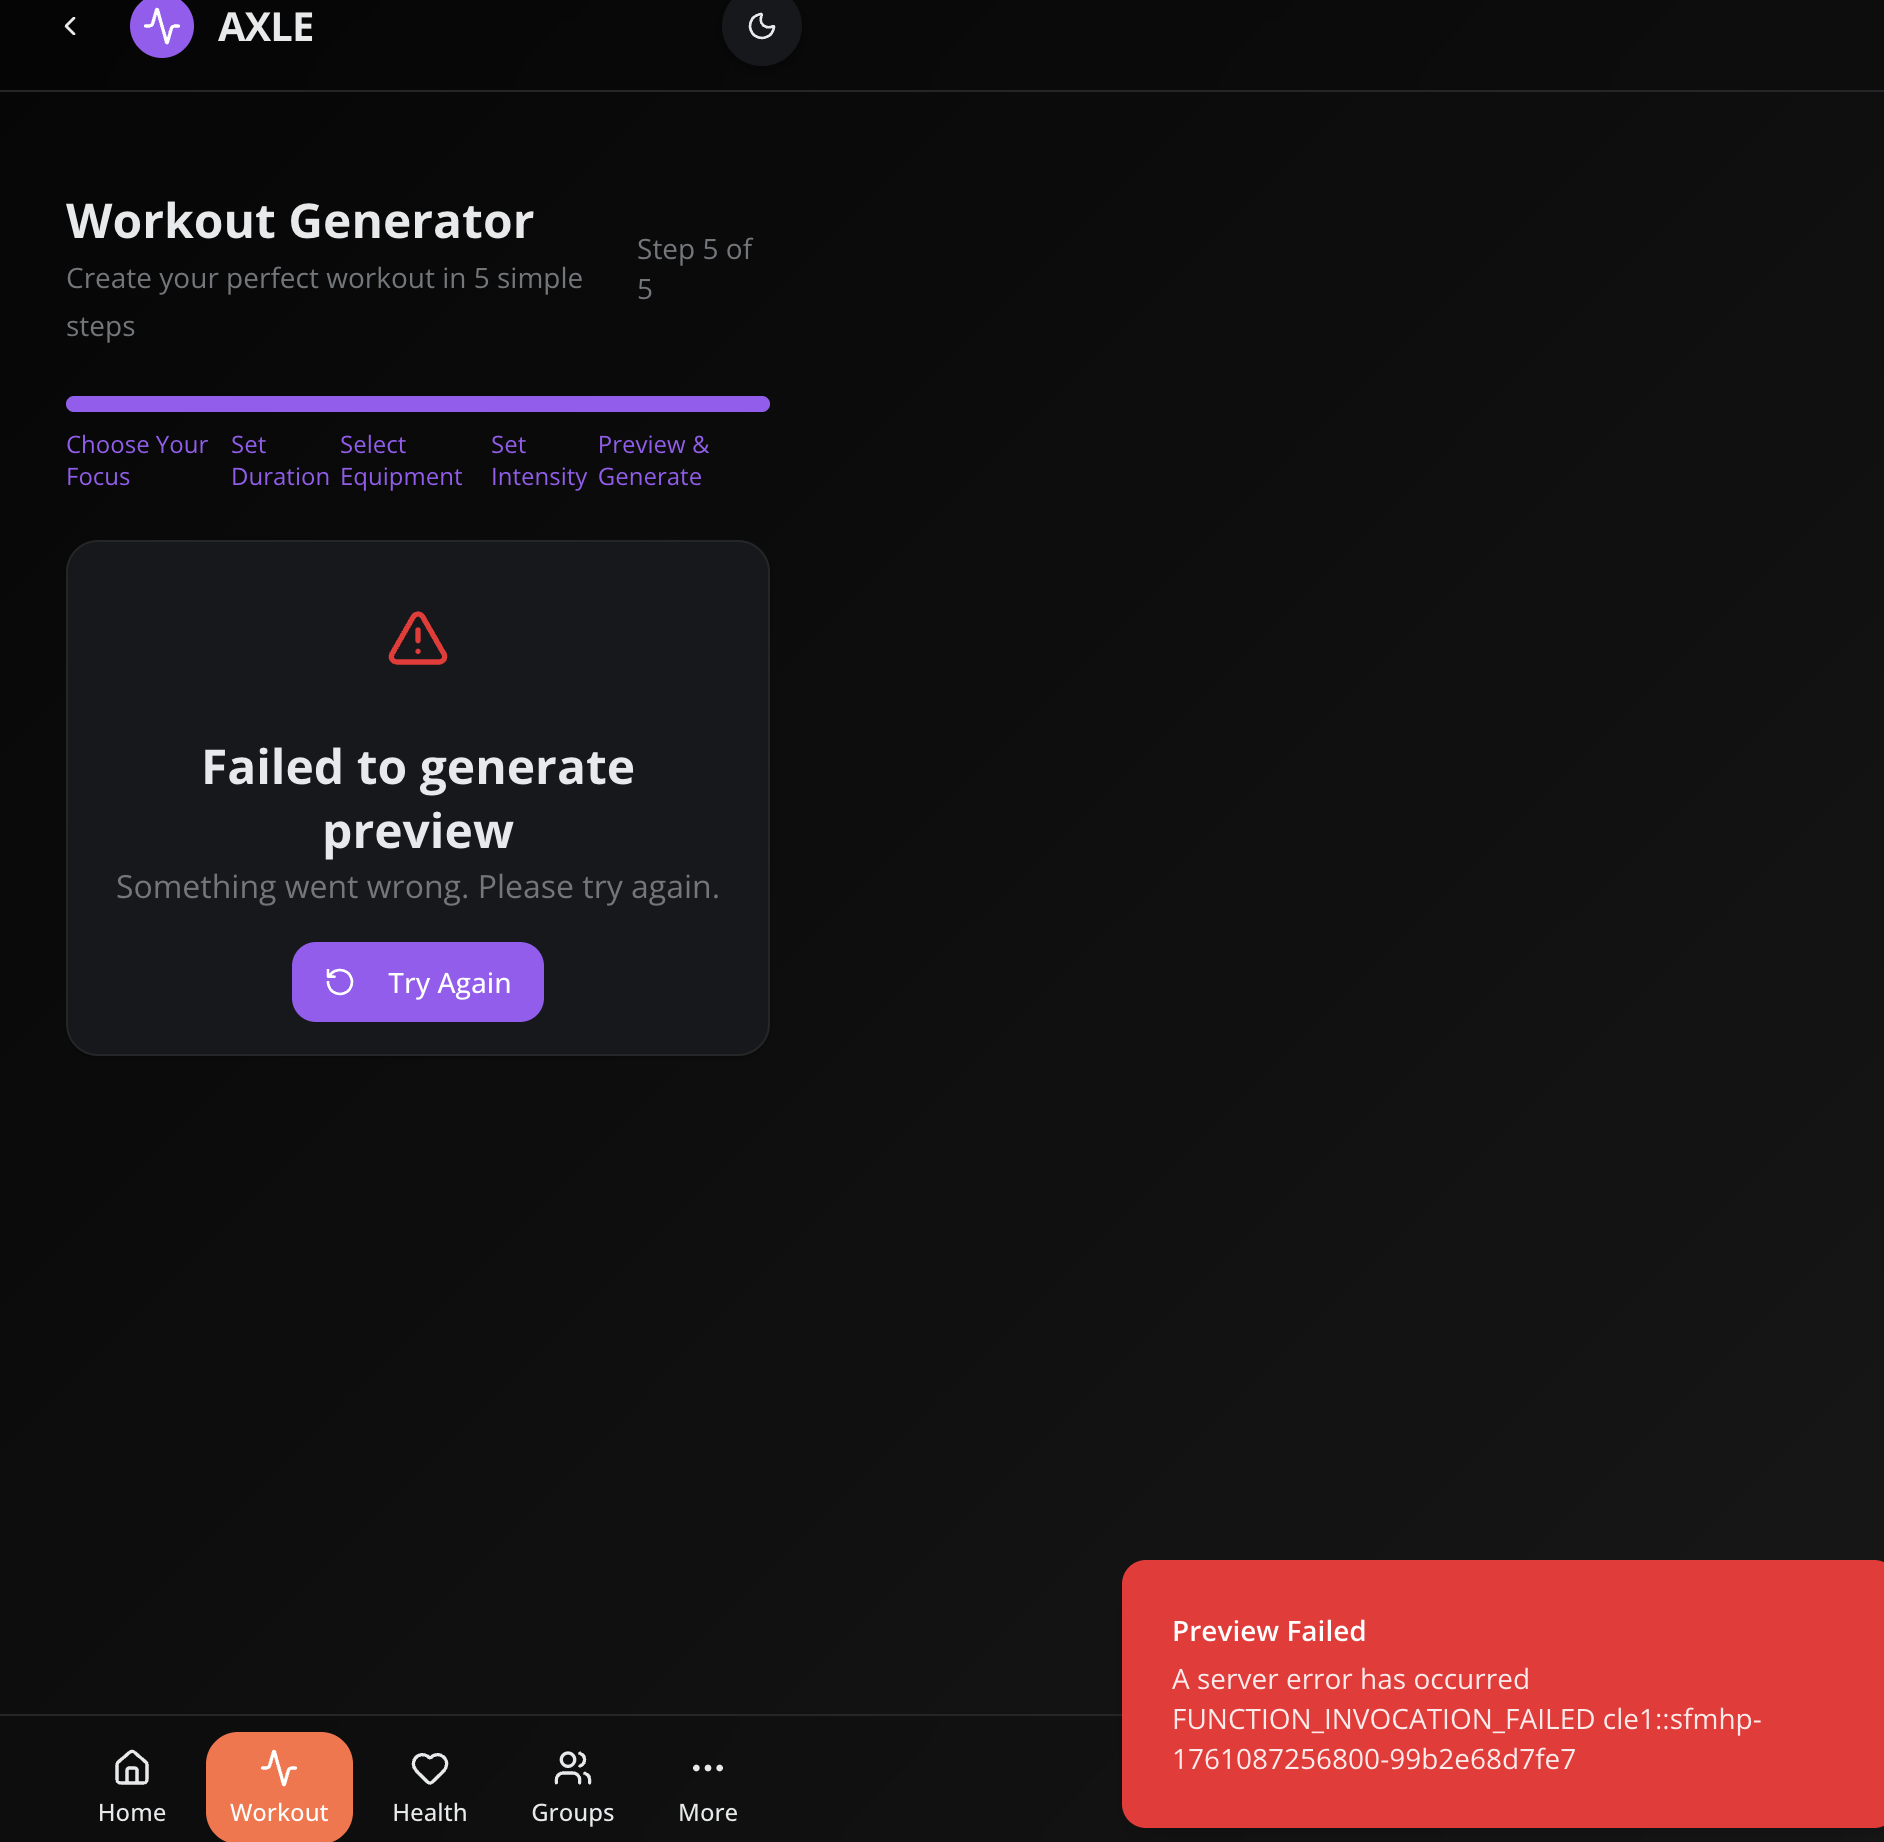 AXLE
Workout Generator
Create your perfect workout in 5 simple
steps
Step 5 of
5
Choose Your
Focus
Set
Duration
Select
Equipment
Set
Intensity
Preview &
Generate
Failed to generate
preview
Something went wrong. Please try again.
Try Again
Preview Failed
A server error has occurred
FUNCTION_INVOCATION_FAILED cle1::sfmhp-
1761087256800-99b2e68d7fe7
Home
Workout
Health
Groups
More